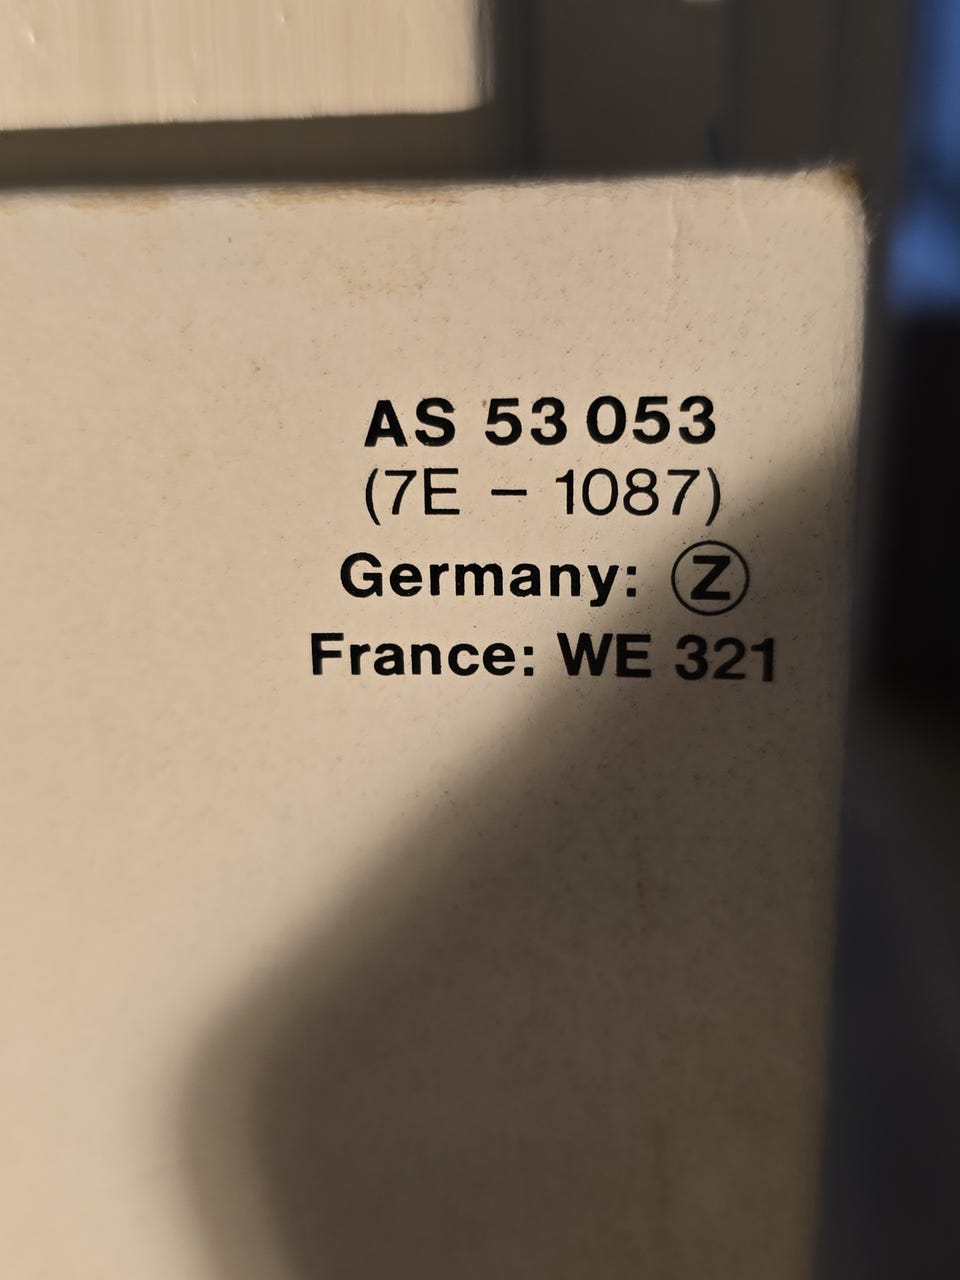 AS 53 053
(7E – 1087)
Germany: Ⓩ
France: WE 321